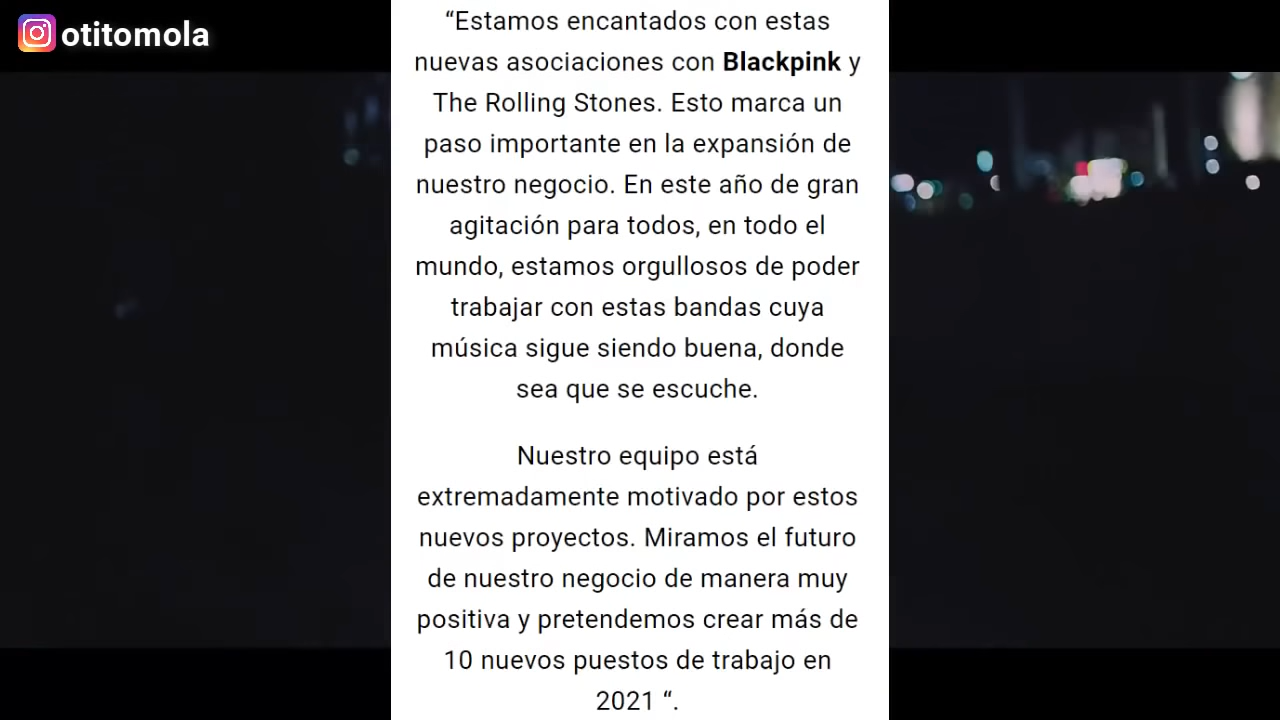 otitomola
“Estamos encantados con estas
nuevas asociaciones con Blackpink y
The Rolling Stones. Esto marca un
paso importante en la expansión de
nuestro negocio. En este año de gran
agitación para todos, en todo el
mundo, estamos orgullosos de poder
trabajar con estas bandas cuya
música sigue siendo buena, donde
sea que se escuche.
Nuestro equipo está
extremadamente motivado por estos
nuevos proyectos. Miramos el futuro
de nuestro negocio de manera muy
positiva y pretendemos crear más de
10 nuevos puestos de trabajo en
2021 “.